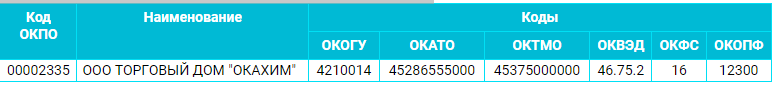 Код ОКПО Наименование Коды
ОКОГУ ОКАТО ОКТМО ОКВЭД ОКФС ОКОПФ
00002335 ООО ТОРГОВЫЙ ДОМ "ОКАХИМ" 4210014 45286555000 45375000000 46.75.2 16 12300